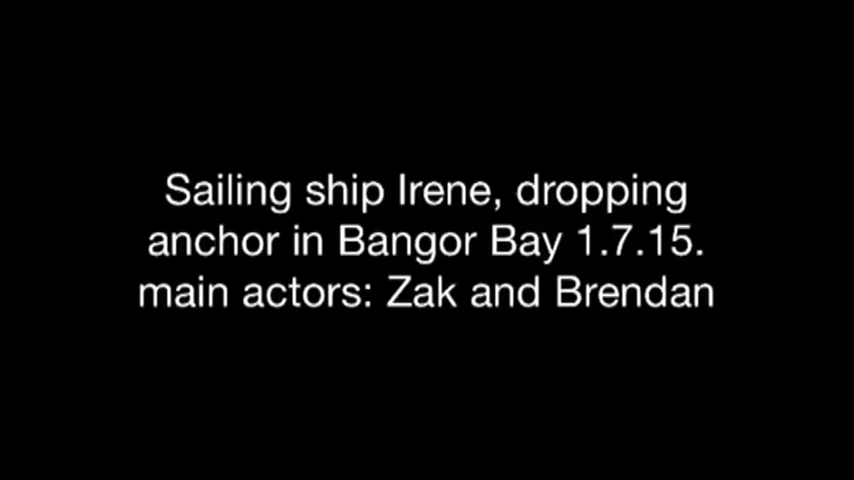 Sailing ship Irene, dropping
anchor in Bangor Bay 1.7.15.
main actors: Zak and Brendan